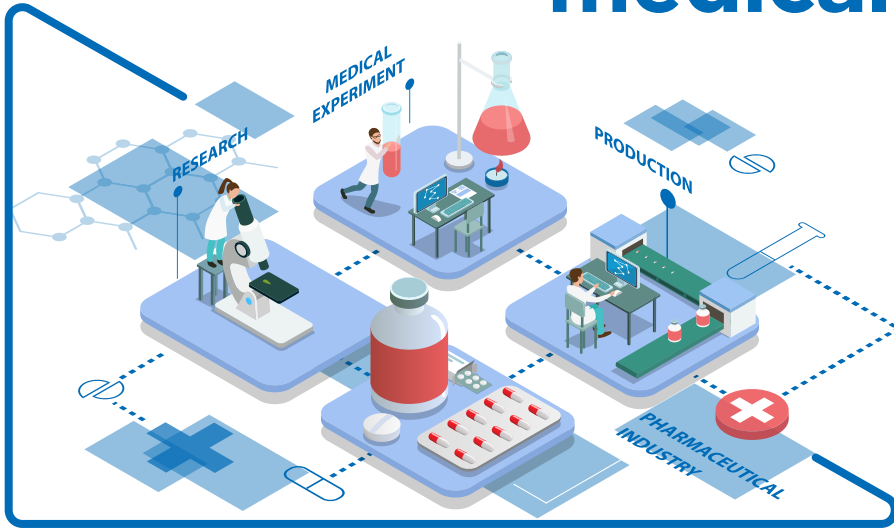 medical
MEDICAL
EXPERIMENT
RESEARCH
PRODUCTION
PHARMACEUTICAL
INDUSTRY